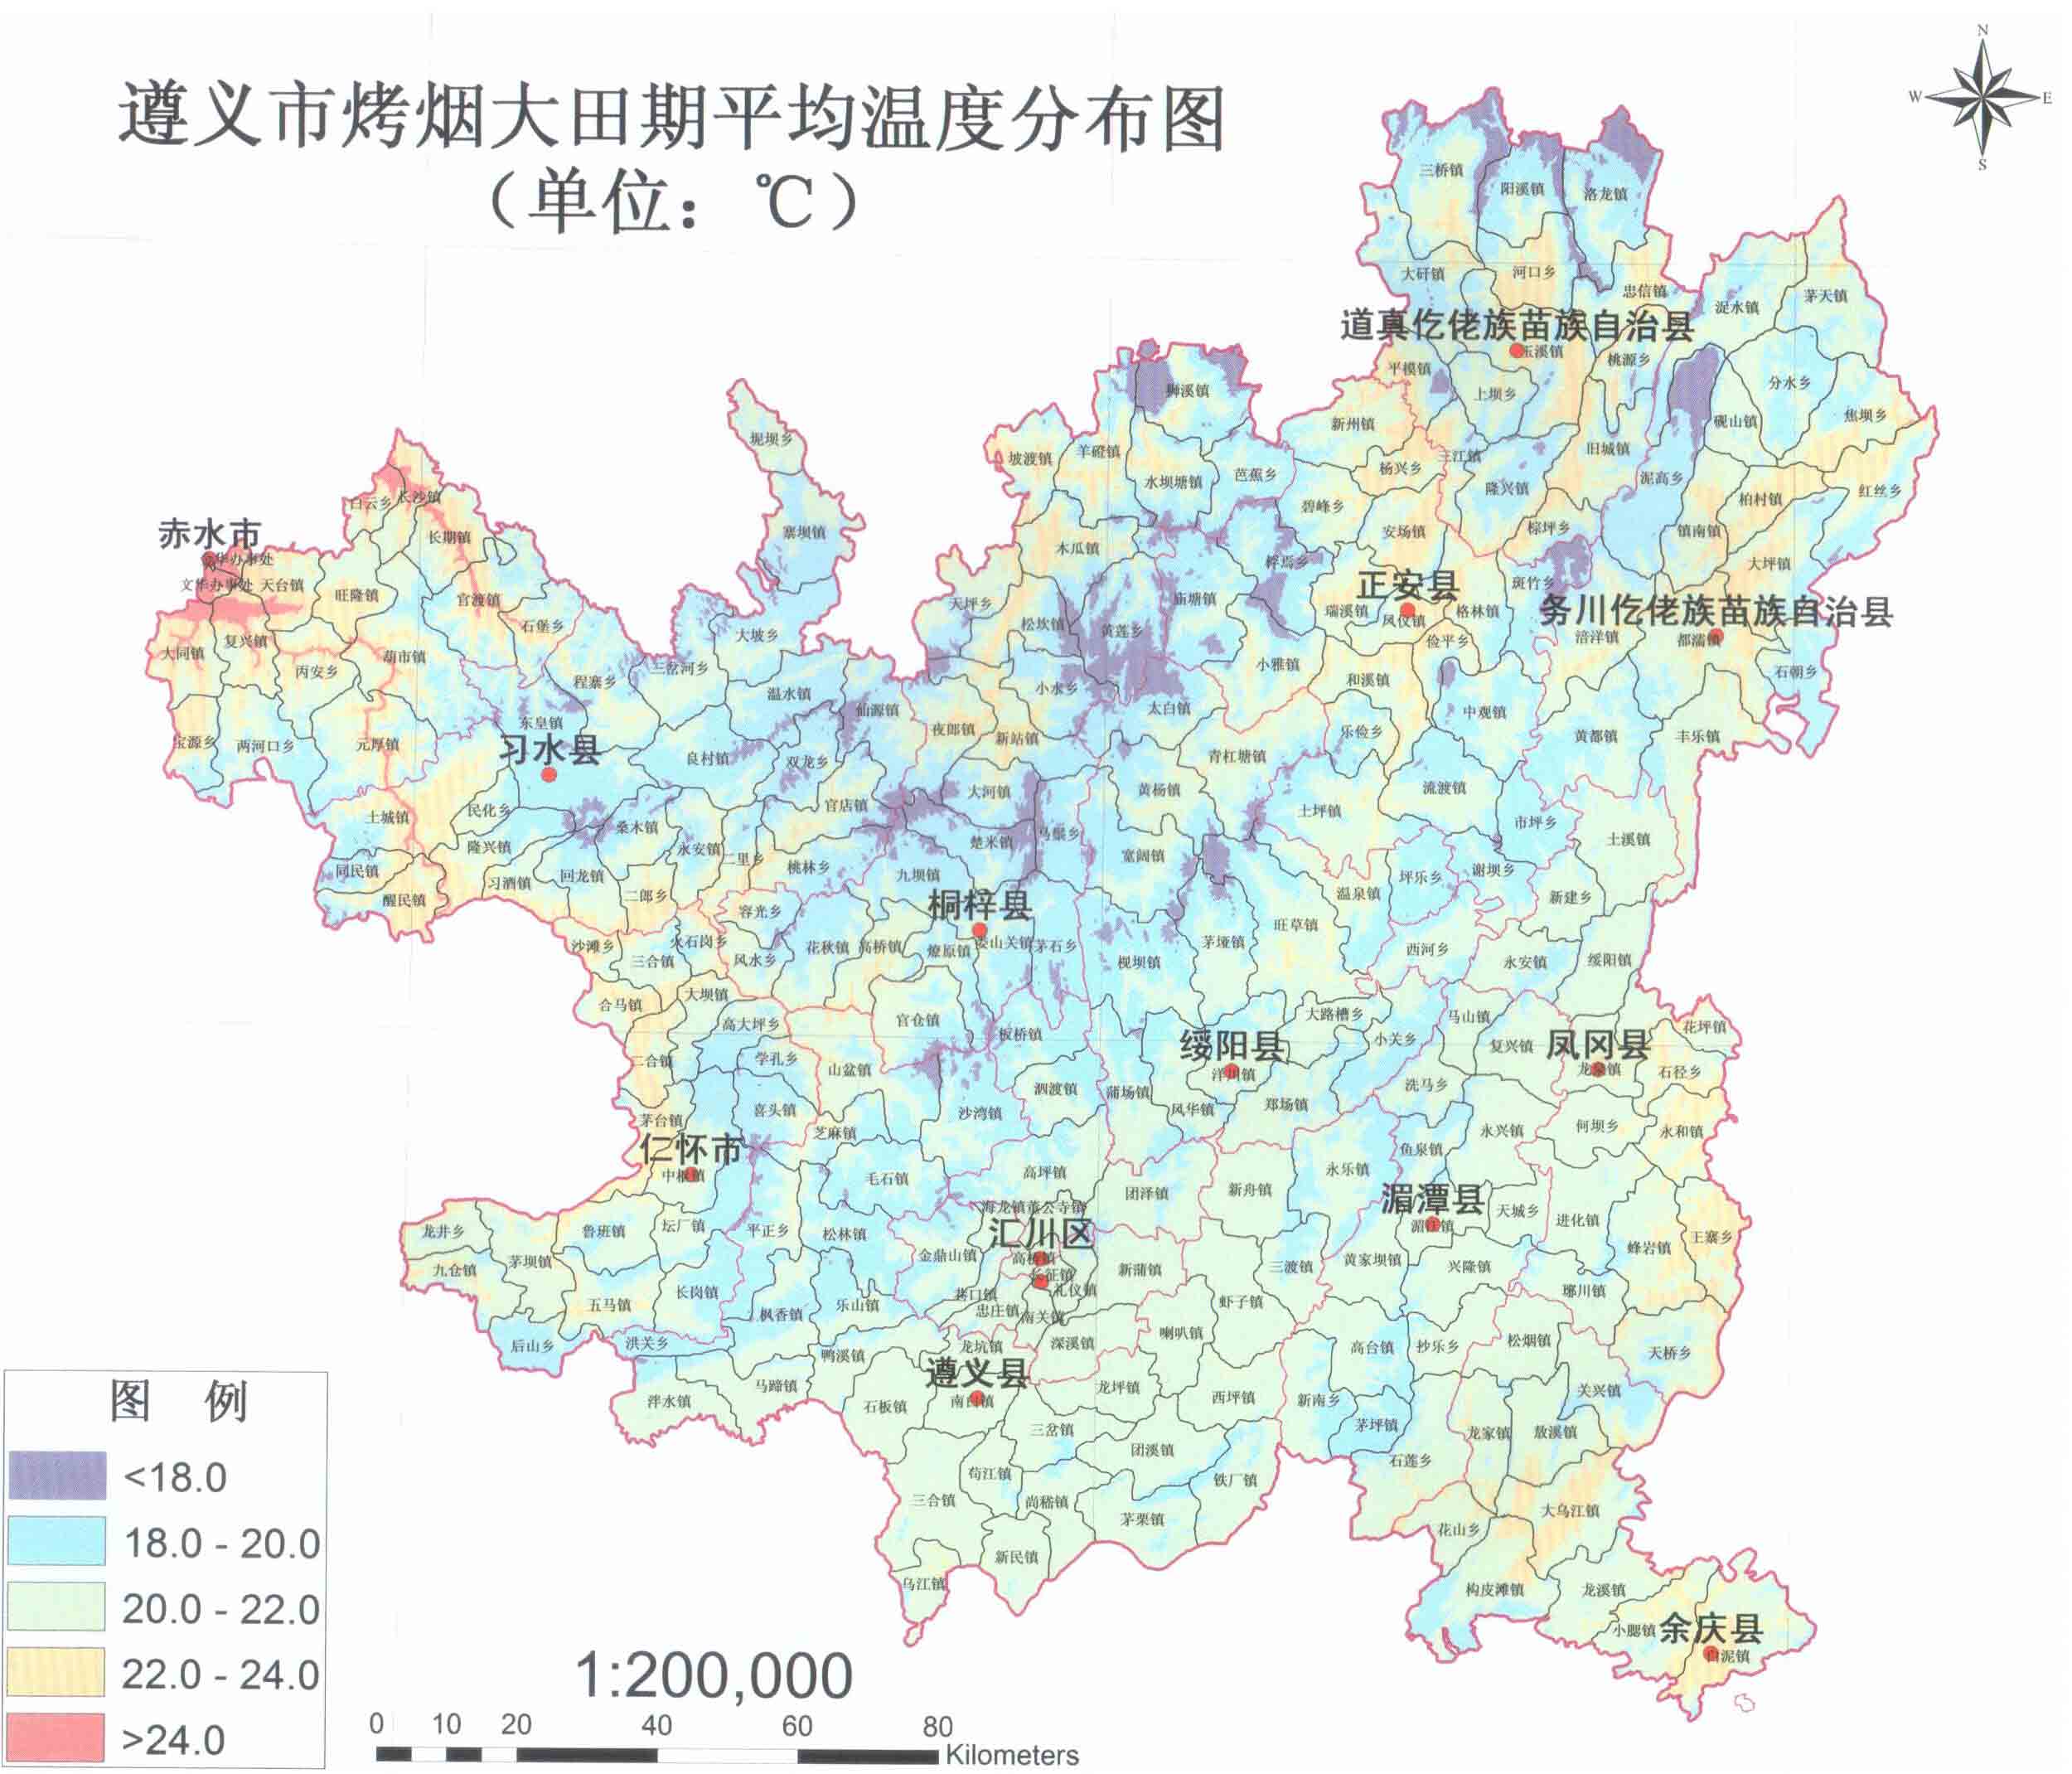 遵义市烤烟大田期平均温度分布图
（单位：℃）
N
W
E
S
三桥镇
阳溪镇
洛龙镇
大矸镇
河口乡
忠信镇
浞水镇
茅天镇
道真仡佬族苗族自治县
玉溪镇
桃源乡
平模镇
上坝乡
分水乡
狮溪镇
新州镇
砚山镇
焦坝乡
坭坝乡
坡渡镇
羊磴镇
三江镇
旧城镇
杨兴乡
水坝塘镇
芭蕉乡
隆兴镇
泥高乡
柏村镇
红丝乡
白云乡
长沙镇
碧峰乡
寨坝镇
安场镇
棕坪乡
镇南镇
赤水市
长期镇
木瓜镇
桴焉乡
大坪镇
文华办事处
天台镇
旺隆镇
官渡镇
天坪乡
庙塘镇
正安县
斑竹乡
瑞溪镇
凤仪镇
格林镇
务川仡佬族苗族自治县
石堡乡
松坎镇
黄莲乡
俭平乡
涪洋镇
都濡镇
大同镇
复兴镇
丙安乡
葫市镇
大坡乡
三岔河乡
小雅镇
和溪镇
石朝乡
程寨乡
温水镇
小水乡
太白镇
仙源镇
中观镇
宝源乡
两河口乡
元厚镇
东皇镇
习水县
夜郎镇
新站镇
乐俭乡
黄都镇
丰乐镇
良村镇
双龙乡
青杠塘镇
土城镇
民化乡
官店镇
大河镇
黄杨镇
流渡镇
桑木镇
土坪镇
市坪乡
隆兴镇
永安镇
二里乡
桃林乡
楚米镇
马鬃乡
宽阔镇
土溪镇
同民镇
习酒镇
回龙镇
九坝镇
坪乐乡
谢坝乡
醒民镇
二郎乡
容光乡
桐梓县
温泉镇
新建乡
沙滩乡
火石岗乡
三合镇
风水乡
花秋镇
高桥镇
燎原镇
娄山关镇
茅石乡
枧坝镇
茅垭镇
旺草镇
西河乡
永安镇
绥阳镇
合马镇
大坝镇
高大坪乡
官仓镇
板桥镇
大路槽乡
马山镇
花坪镇
绥阳县
小关乡
复兴镇
凤冈县
二合镇
学孔乡
山盆镇
洋川镇
龙泉镇
石径乡
泗渡镇
蒲场镇
洗马乡
茅台镇
喜头镇
沙湾镇
风华镇
郑场镇
芝麻镇
何坝乡
永兴镇
永和镇
仁怀市
鱼泉镇
中枢镇
毛石镇
高坪镇
永乐镇
团泽镇
新舟镇
湄潭县
海龙镇
董公寺镇
汇川区
湄江镇
天城乡
进化镇
龙井乡
鲁班镇
坛厂镇
平正乡
松林镇
蜂岩镇
王寨乡
九仓镇
茅坝镇
金鼎山镇
高桥镇
长征镇
新蒲镇
三渡镇
黄家坝镇
兴隆镇
长岗镇
礼仪镇
琊川镇
五马镇
枫香镇
乐山镇
巷口镇
忠庄镇
南关镇
虾子镇
后山乡
洪关乡
鸭溪镇
龙坑镇
深溪镇
喇叭镇
高台镇
抄乐乡
松烟镇
天桥乡
遵义县
泮水镇
马蹄镇
石板镇
南白镇
龙坪镇
西坪镇
新南乡
关兴镇
茅坪镇
三岔镇
团溪镇
龙家镇
敖溪镇
石莲乡
苟江镇
铁厂镇
三合镇
尚嵇镇
茅栗镇
大乌江镇
花山乡
新民镇
乌江镇
构皮滩镇
龙溪镇
小腮镇
余庆县
白泥镇
图 例
<18.0
18.0 - 20.0
20.0 - 22.0
22.0 - 24.0
>24.0
1:200,000
0 10 20 40 60 80
Kilometers